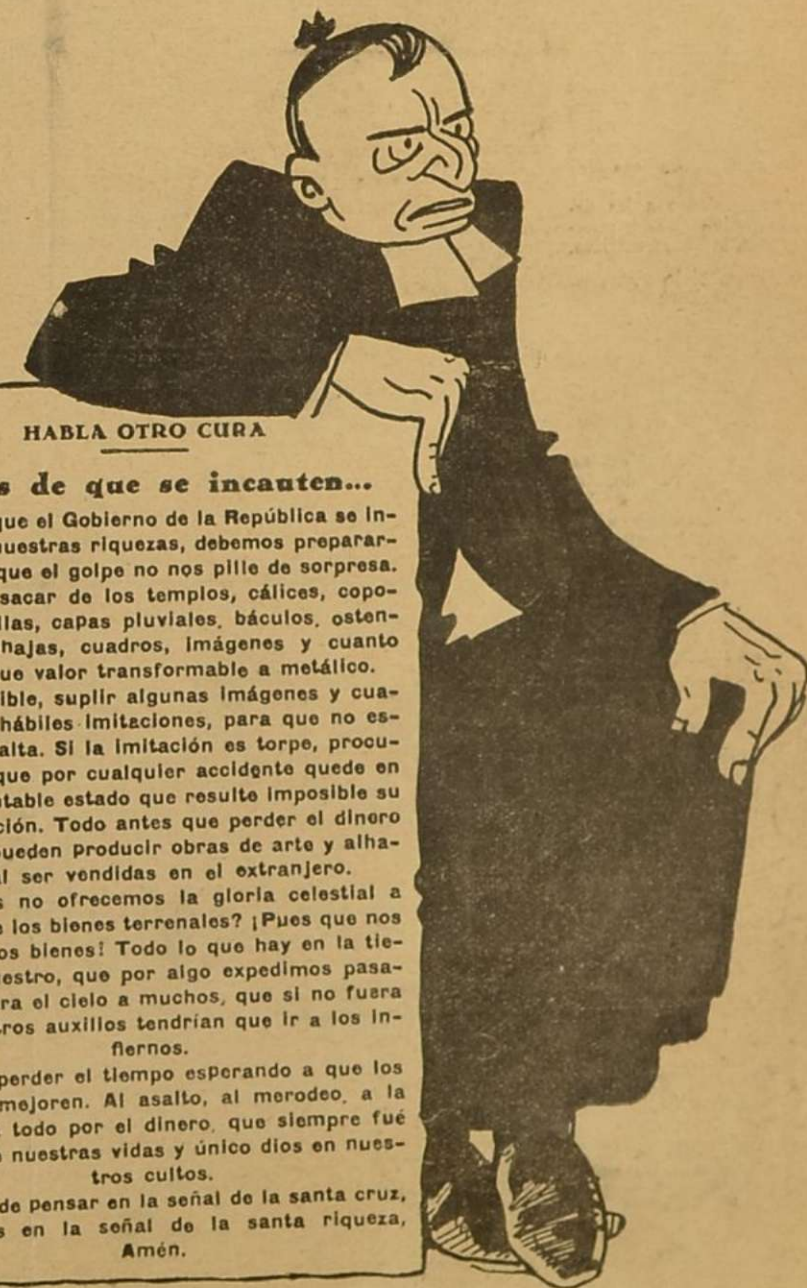 HABLA OTRO CURA
s de que se incauten...
que el Gobierno de la República se in-
nuestras riquezas, debemos preparar-
que el golpe no nos pille de sorpresa.
sacar de los templos, cálices, copo-
llas, capas pluviales, báculos, osten-
hajas, cuadros, imágenes y cuanto
ue valor transformable a metálico.
ible, suplir algunas imágenes y cua-
hábiles imitaciones, para que no es-
alta. Si la imitación es torpe, procu-
que por cualquier accidente quede en
ntable estado que resulte imposible su
ción. Todo antes que perder el dinero
pueden producir obras de arte y alha-
l ser vendidas en el extranjero.
s no ofrecemos la gloria celestial a
e los bienes terrenales? ¡Pues que nos
os bienes! Todo lo que hay en la tie-
estro, que por algo expedimos pasa-
ra el cielo a muchos, que si no fuera
tros auxilios tendrían que ir a los in-
fiernos.
perder el tiempo esperando a que los
mejoren. Al asalto, al merodeo, a la
todo por el dinero, que siempre fué
nuestras vidas y único dios en nues-
tros cultos.
de pensar en la señal de la santa cruz,
s en la señal de la santa riqueza,
Amén.